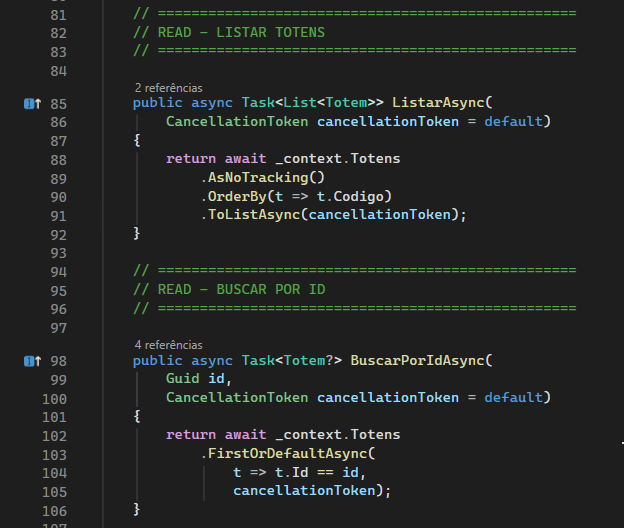 81 // ==================================================
82 // READ - LISTAR TOTENS
83 // ==================================================
84
2 referências
85 public async Task<List<Totem>> ListarAsync(
86 CancellationToken cancellationToken = default)
87 {
88 return await _context.Totens
89 .AsNoTracking()
90 .OrderBy(t => t.Codigo)
91 .ToListAsync(cancellationToken);
92 }
93
94 // ==================================================
95 // READ - BUSCAR POR ID
96 // ==================================================
97
4 referências
98 public async Task<Totem?> BuscarPorIdAsync(
99 Guid id,
100 CancellationToken cancellationToken = default)
101 {
102 return await _context.Totens
103 .FirstOrDefaultAsync(
104 t => t.Id == id,
105 cancellationToken);
106 }